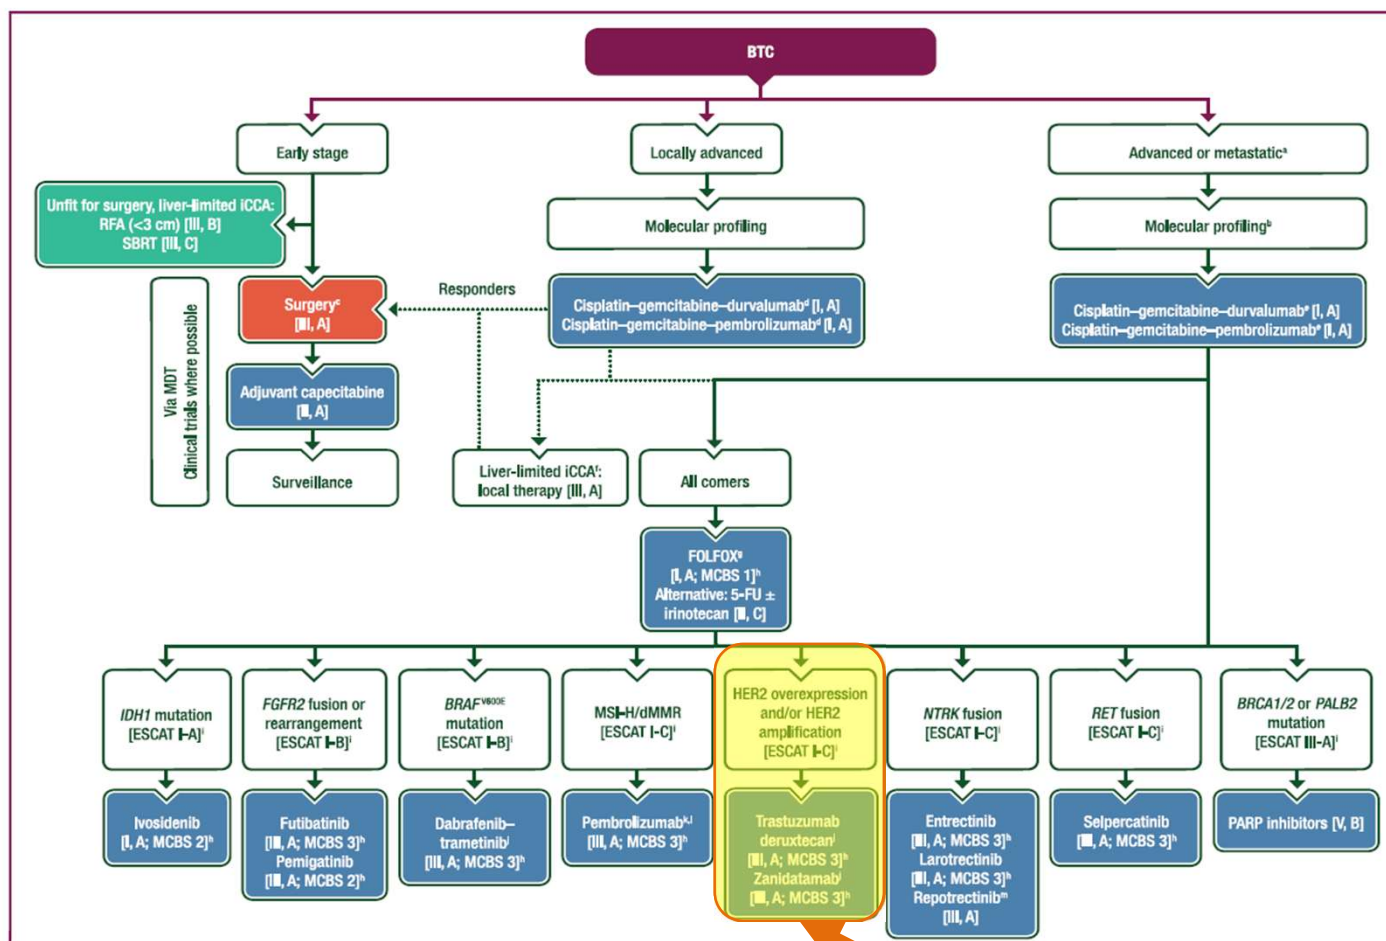 BTC
Early stage
Locally advanced
Advanced or metastaticᵃ
Unfit for surgery, liver-limited iCCA:
RFA (<3 cm) [III, B]
SBRT [III, C]
Molecular profiling
Molecular profilingᵇ
Via MDT
Clinical trials where possible
Surgeryᶜ
[III, A]
Responders
Cisplatin–gemcitabine–durvalumabᵈ [I, A]
Cisplatin–gemcitabine–pembrolizumabᵈ [I, A]
Cisplatin–gemcitabine–durvalumabᵉ [I, A]
Cisplatin–gemcitabine–pembrolizumabᵉ [I, A]
Adjuvant capecitabine
[II, A]
Surveillance
Liver-limited iCCAᶠ:
local therapy [III, A]
All comers
FOLFOXᵍ
[I, A; MCBS 1]ʰ
Alternative: 5-FU ±
irinotecan [II, C]
IDH1 mutation
[ESCAT I-A]ⁱ
FGFR2 fusion or
rearrangement
[ESCAT I-B]ⁱ
BRAF V600E
mutation
[ESCAT I-B]ⁱ
MSI-H/dMMR
[ESCAT I-C]ⁱ
HER2 overexpression
and/or HER2
amplification
[ESCAT I-C]ⁱ
NTRK fusion
[ESCAT I-C]ⁱ
RET fusion
[ESCAT I-C]ⁱ
BRCA1/2 or PALB2
mutation
[ESCAT III-A]ⁱ
Ivosidenib
[I, A; MCBS 2]ʰ
Futibatinib
[III, A; MCBS 3]ʰ
Pemigatinib
[III, A; MCBS 2]ʰ
Dabrafenib–
trametinibʲ
[III, A; MCBS 3]ʰ
Pembrolizumabᵏ,ˡ
[III, A; MCBS 3]ʰ
Trastuzumab
deruxtecanʲ
[III, A; MCBS 3]ʰ
Zanidatamabʲ
[III, A; MCBS 3]ʰ
Entrectinib
[III, A; MCBS 3]ʰ
Larotrectinib
[III, A; MCBS 3]ʰ
Repotrectinibᵐ
[III, A]
Selpercatinib
[III, A; MCBS 3]ʰ
PARP inhibitors [V, B]